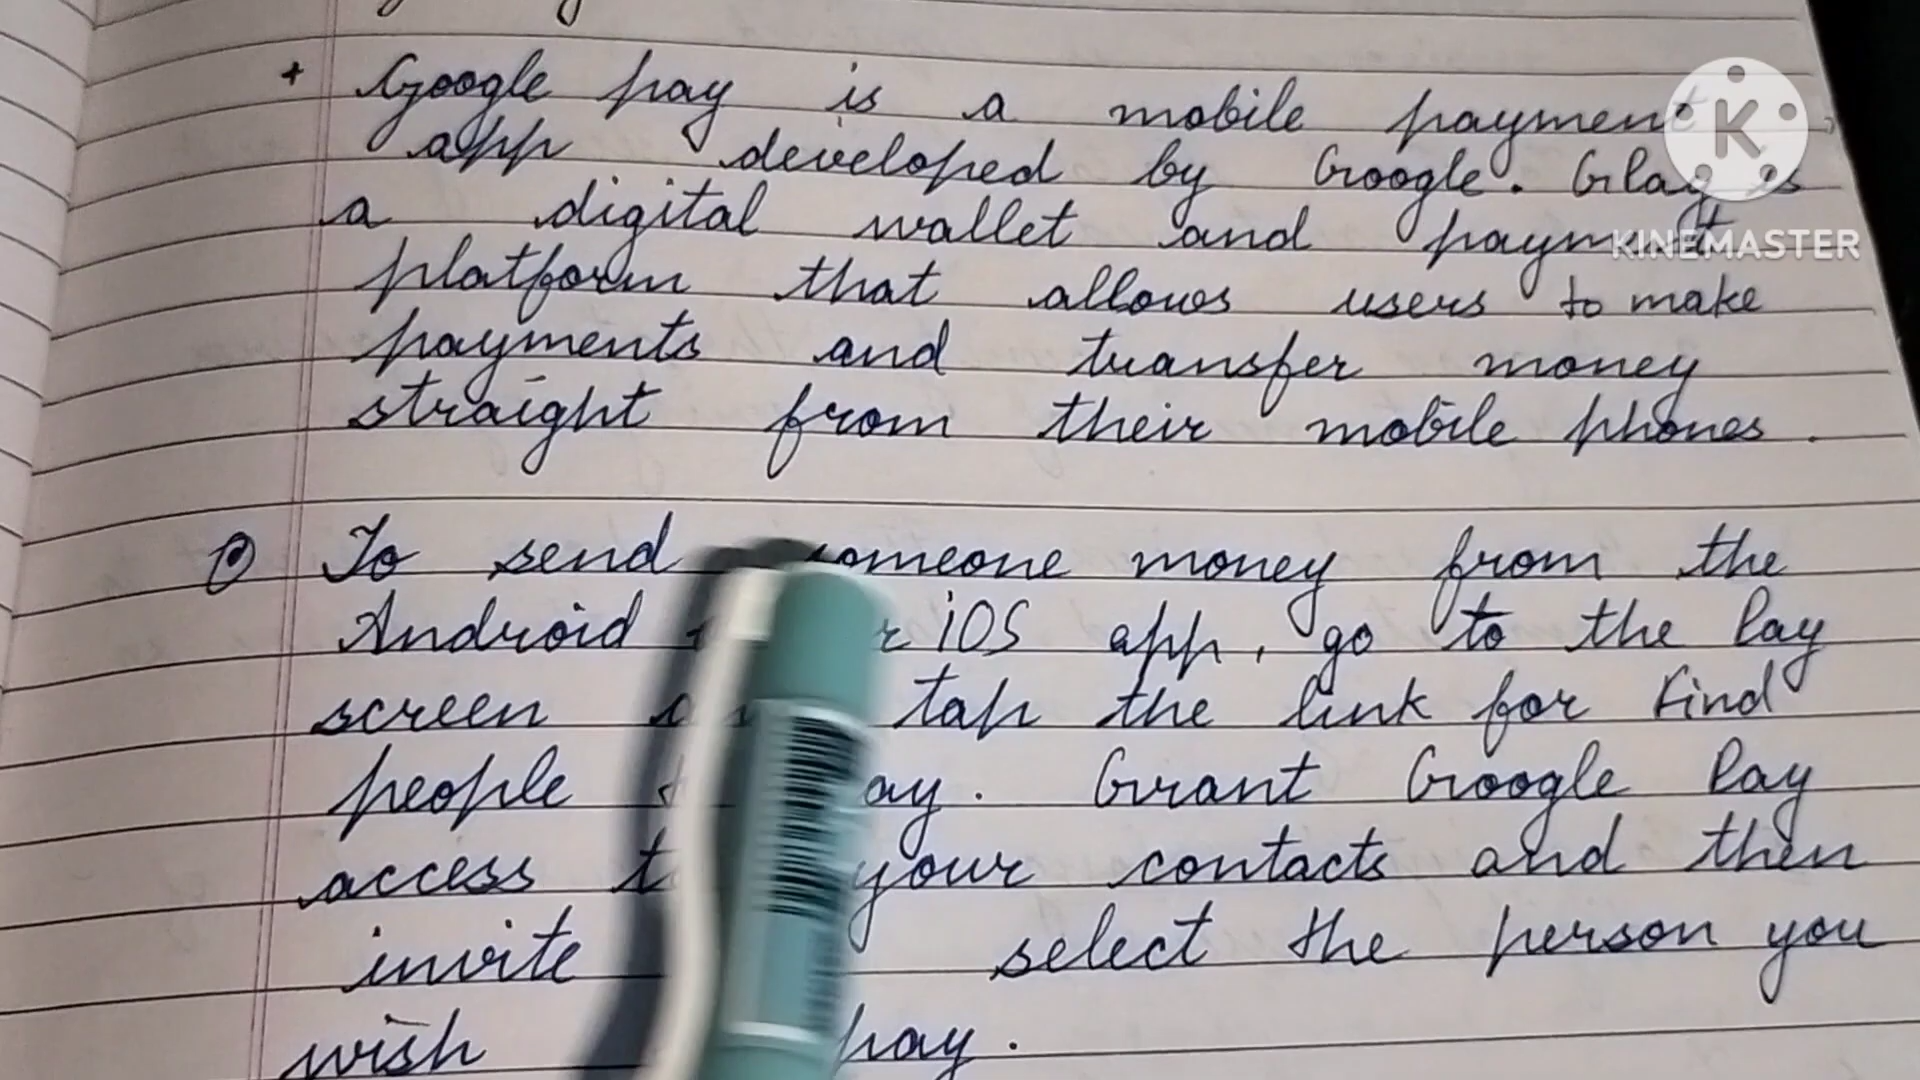 + Google pay is a mobile payment
app developed by Google. GPay is
a digital wallet and payment
platform that allows users to make
payments and transfer money
straight from their mobile phones.
To send someone money from the
Android iOS app, go to the Pay
screen tap the link for Find
people. Grant Google Pay
access to your contacts and then
invite select the person you
wish pay.
K
KINEMASTER